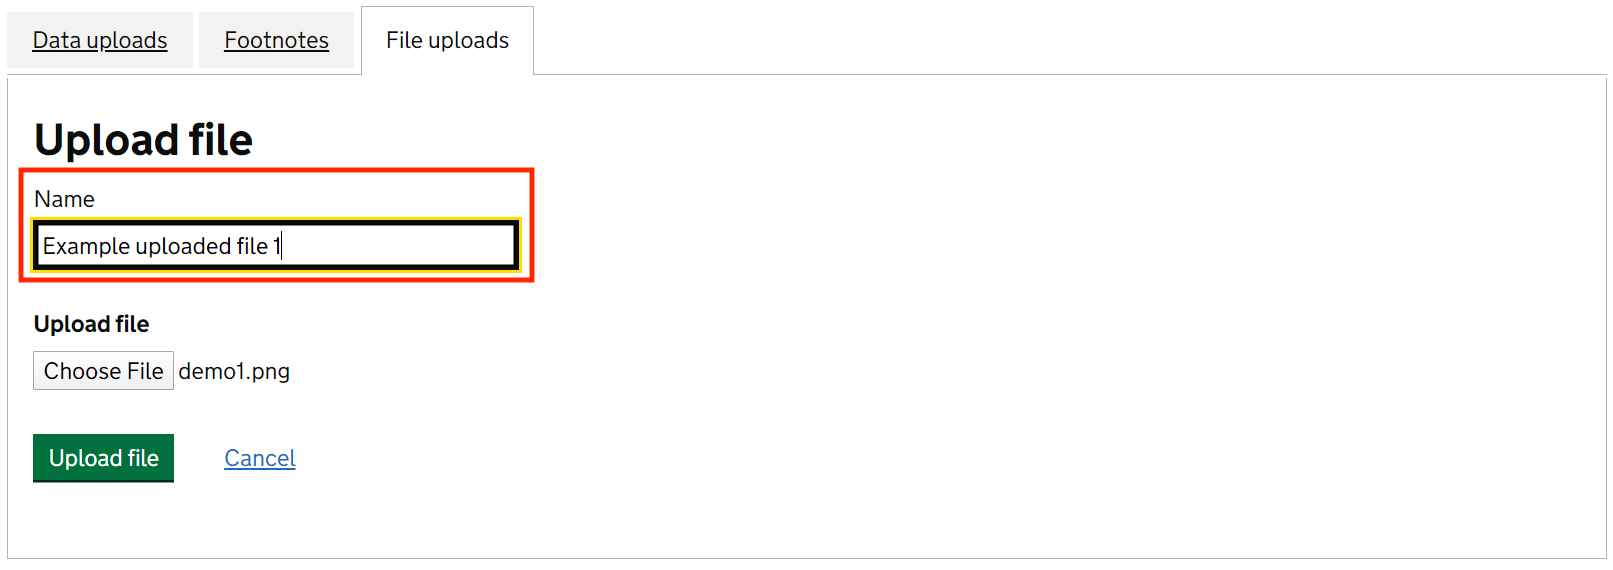 Data uploads Footnotes File uploads
Upload file
Name
Example uploaded file 1
Upload file
Choose File demo1.png
Upload file Cancel